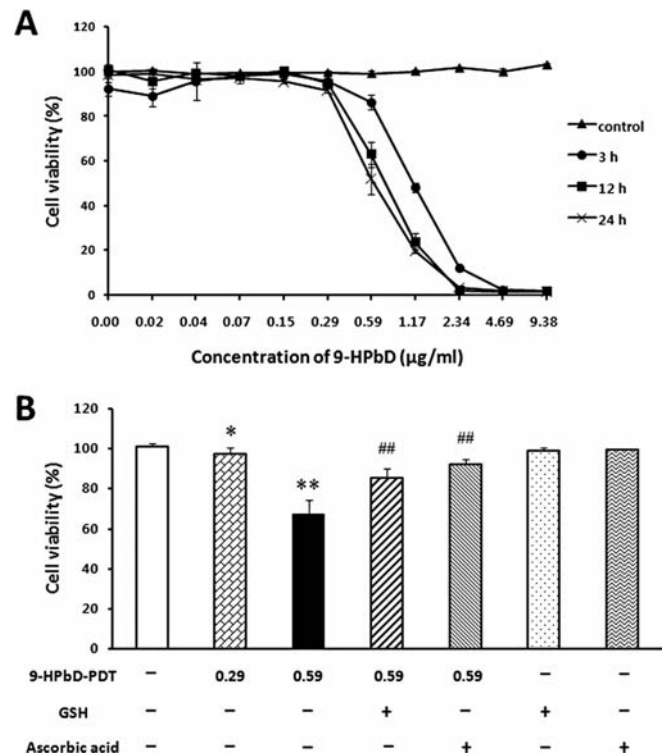 A
120
100
80
60
40
20
0
Cell viability (%)
0.00 0.02 0.04 0.07 0.15 0.29 0.59 1.17 2.34 4.69 9.38
Concentration of 9-HPbD (μg/ml)
control
3 h
12 h
24 h
B
120
100
80
60
40
20
0
Cell viability (%)
* ** ## ##
9-HPbD-PDT – 0.29 0.59 0.59 0.59 – –
GSH – – – + – + –
Ascorbic acid – – – – + – +